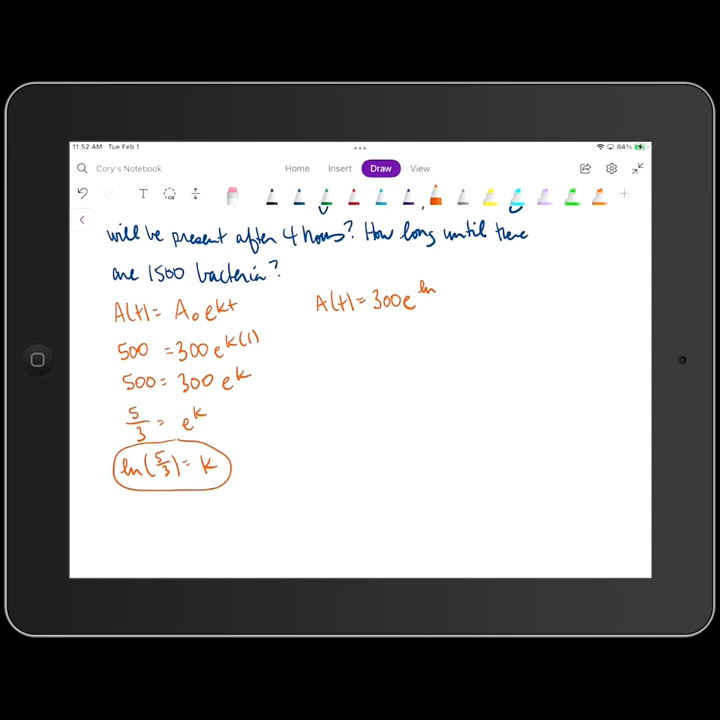 11:52 AM Tue Feb 1
84%
Cory's Notebook
Home Insert Draw View
T
will be present after 4 hours? How long until there
are 1500 bacteria?
A(t) = A₀e^kt
500 = 300e^k(1)
500 = 300e^k
5/3 = e^k
ln(5/3) = k
A(t) = 300e^ln